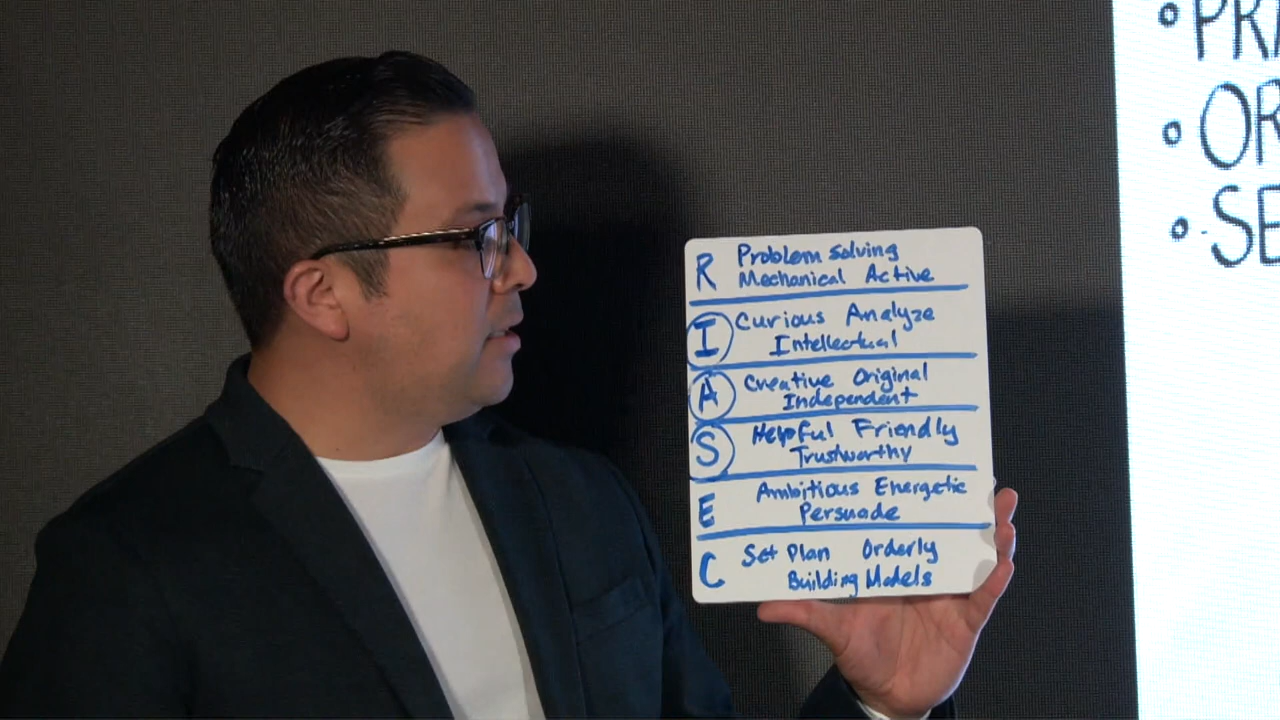 R Problem Solving
Mechanical Active
I Curious Analyze
Intellectual
A Creative Original
Independent
S Helpful Friendly
Trustworthy
E Ambitious Energetic
Persuade
C Set Plan Orderly
Building Models
• PRA
• OR
• SE